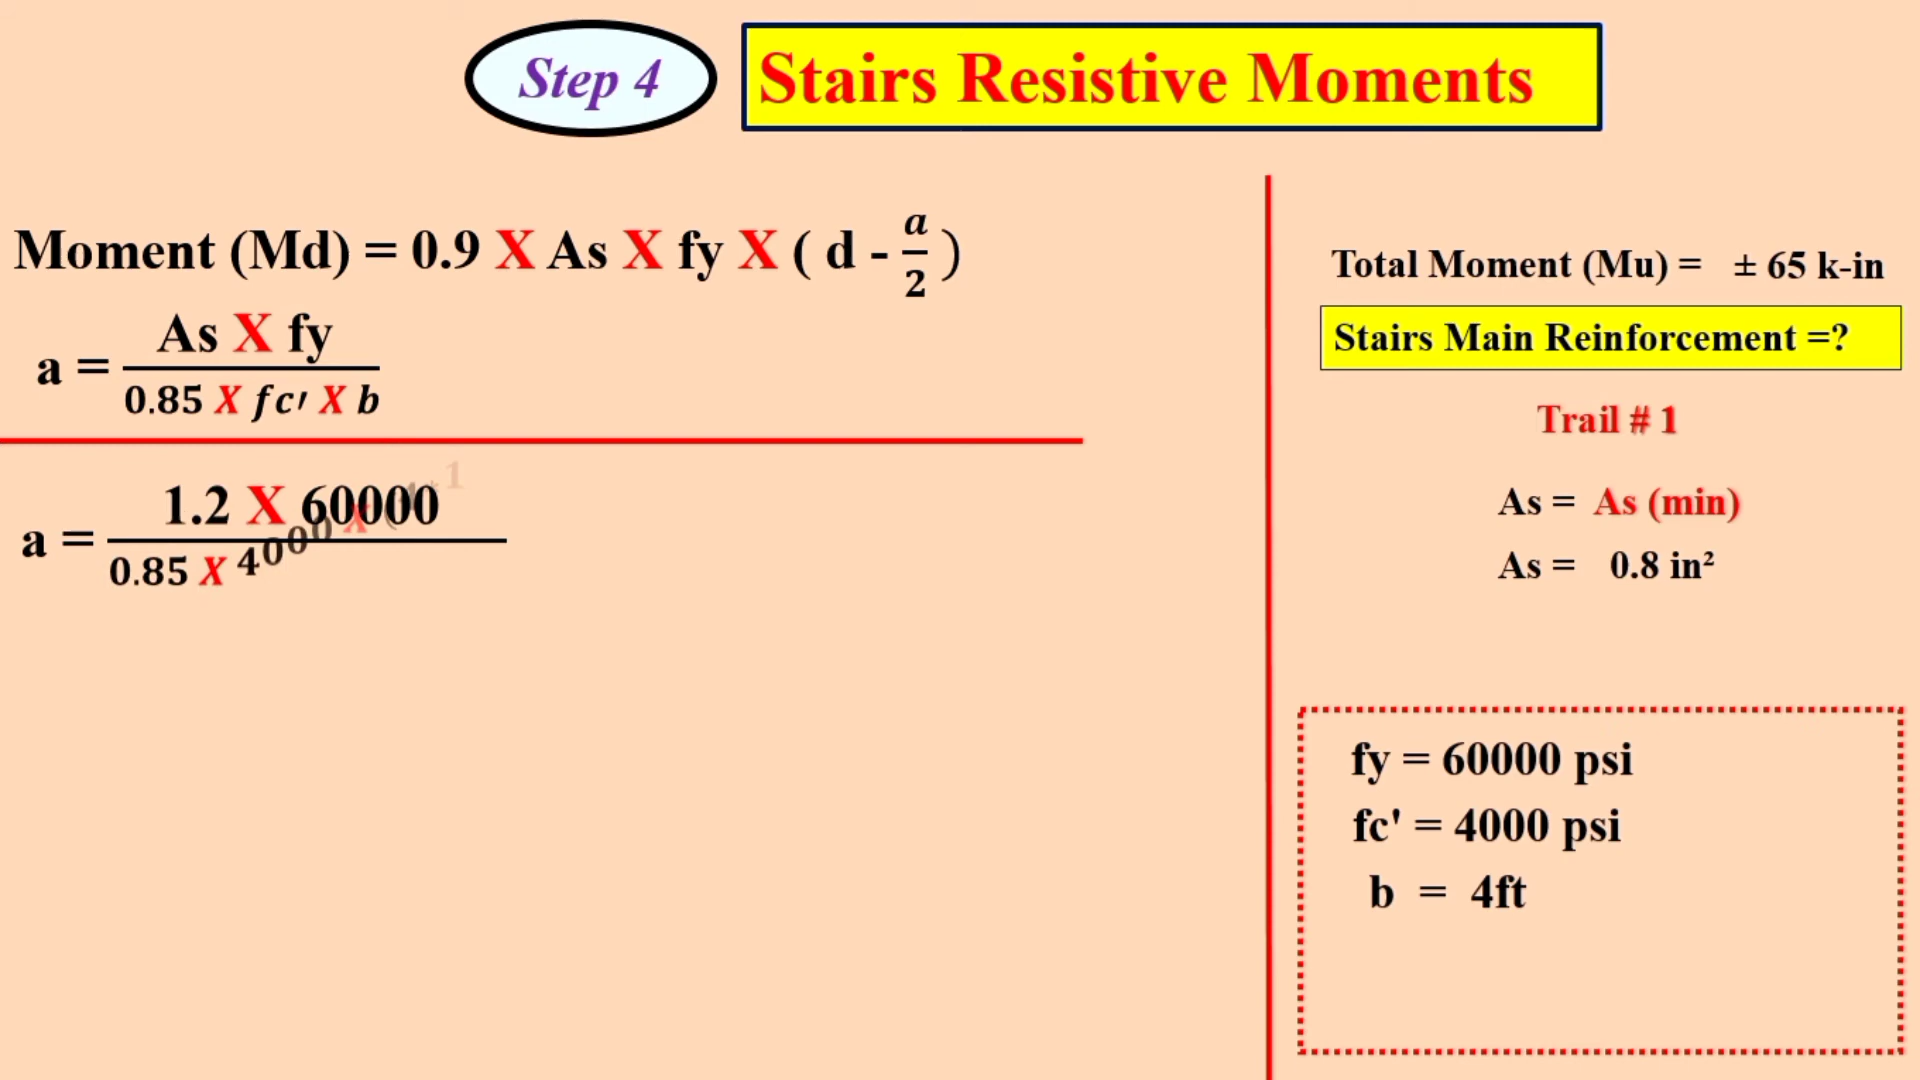 Step 4
Stairs Resistive Moments
Moment (Md) = 0.9 X As X fy X ( d - a/2 )
a = As X fy / 0.85 X fc′ X b
a = 1.2 X 60000 / 0.85 X 4000 X (4*1
Total Moment (Mu) = ± 65 k-in
Stairs Main Reinforcement =?
Trail # 1
As = As (min)
As = 0.8 in²
fy = 60000 psi
fc' = 4000 psi
b = 4ft